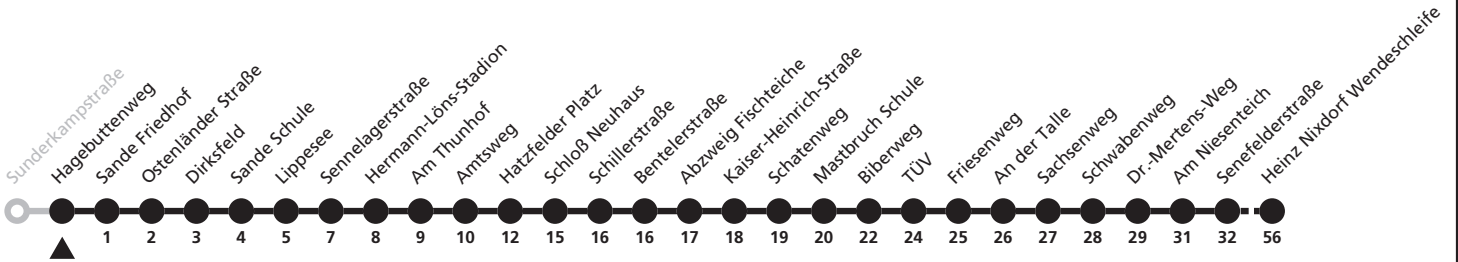 Sunderkampstraße
Hagebuttenweg
Sande Friedhof
Ostenländer Straße
Dirksfeld
Sande Schule
Lippesee
Sennelagerstraße
Hermann-Löns-Stadion
Am Thunhof
Amtsweg
Hatzfelder Platz
Schloß Neuhaus
Schillerstraße
Bentelerstraße
Abzweig Fischteiche
Kaiser-Heinrich-Straße
Schatenweg
Mastbruch Schule
Biberweg
TÜV
Friesenweg
An der Talle
Sachsenweg
Schwabenweg
Dr.-Mertens-Weg
Am Niesenteich
Senefelderstraße
Heinz Nixdorf Wendeschleife
1 2 3 4 5 7 8 9 10 12 15 16 16 17 18 19 20 22 24 25 26 27 28 29 31 32 56